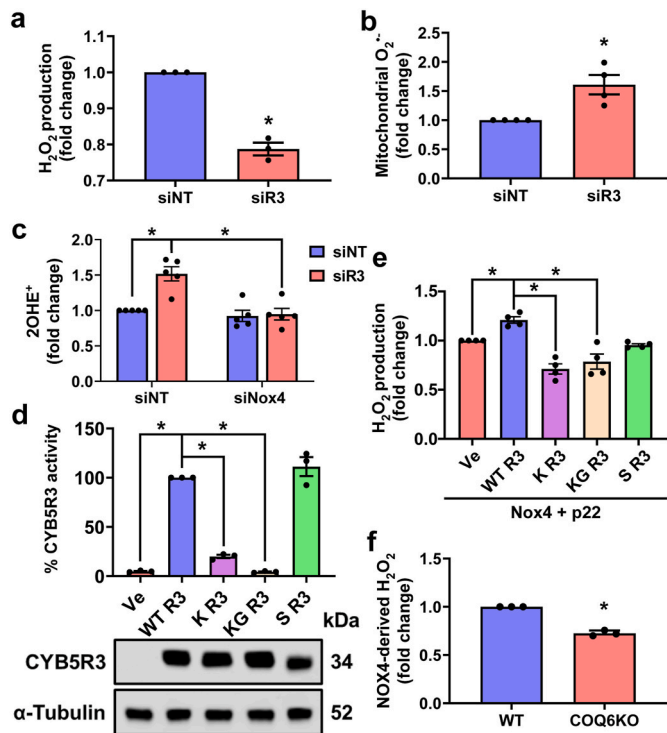 a
H₂O₂ production
(fold change)
1.0
0.9
0.8
0.7
*
siNT
siR3
b
Mitochondrial O₂•-
(fold change)
2.5
2.0
1.5
1.0
0.5
0.0
*
siNT
siR3
c
2OHE⁺
(fold change)
2.0
1.5
1.0
0.5
0.0
*
*
siNT
siR3
siNT
siNox4
d
% CYB5R3 activity
100
50
0
*
*
*
Ve
WT R3
K R3
KG R3
S R3
kDa
CYB5R3
34
α-Tubulin
52
e
H₂O₂ production
(fold change)
1.5
1.0
0.5
0.0
*
*
*
Ve
WT R3
K R3
KG R3
S R3
Nox4 + p22
f
NOX4-derived H₂O₂
(fold change)
1.5
1.0
0.5
0.0
*
WT
COQ6KO